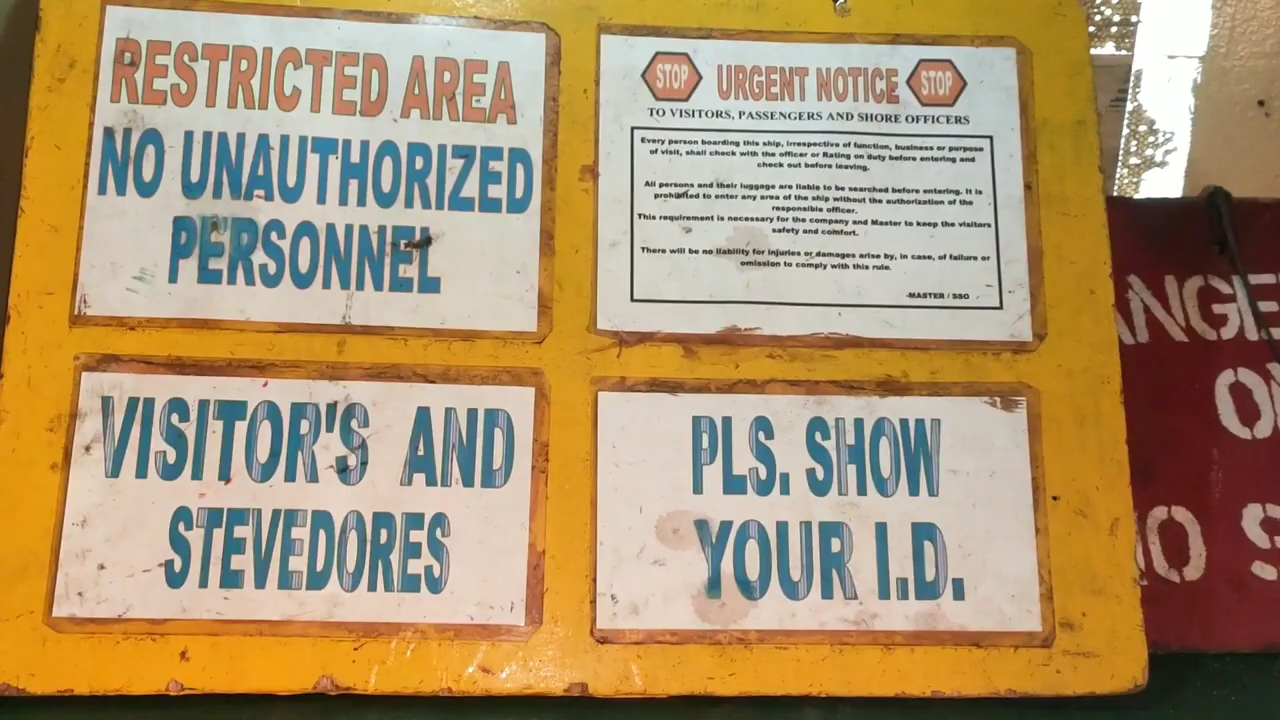 RESTRICTED AREA
NO UNAUTHORIZED
PERSONNEL
STOP URGENT NOTICE STOP
TO VISITORS, PASSENGERS AND SHORE OFFICERS
Every person boarding this ship, irrespective of function, business or purpose
of visit, shall check with the officer or Rating on duty before entering and
check out before leaving.
All persons and their luggage are liable to be searched before entering. It is
prohibited to enter any area of the ship without the authorization of the
responsible officer.
This requirement is necessary for the company and Master to keep the visitors
safety and comfort.
There will be no liability for injuries or damages arise by, in case, of failure or
omission to comply with this rule.
-MASTER / SSO
VISITOR'S AND
STEVEDORES
PLS. SHOW
YOUR I.D.